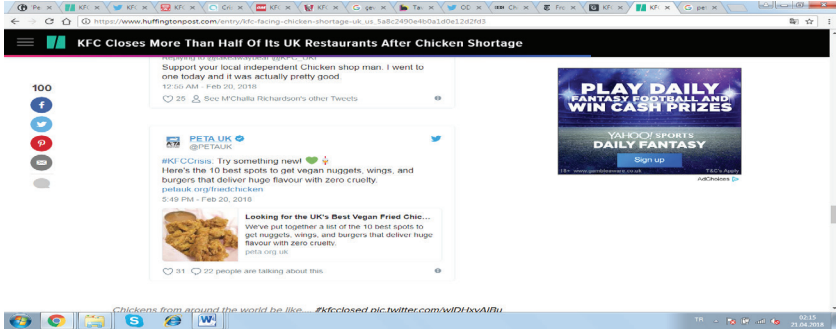 https://www.huffingtonpost.com/entry/kfc-facing-chicken-shortage-uk_us_5a8c2490e4b0a1d0e12d2fd3
KFC Closes More Than Half Of Its UK Restaurants After Chicken Shortage
100
Support your local independent Chicken shop man. I went to
one today and it was actually pretty good.
12:50 AM - Feb 20, 2018
25 See M'Challa Richardson's other Tweets
PETA UK
@PETAUK
#KFCCrisis: Try something new!
Here's the 10 best spots to get vegan nuggets, wings, and
burgers that deliver huge flavour with zero cruelty.
petauk.org/friedchicken
5:49 PM - Feb 20, 2018
Looking for the UK's Best Vegan Fried Chic...
We've put together a list of the 10 best spots to
get nuggets, wings, and burgers that deliver huge
flavour with zero cruelty.
peta.org.uk
31 22 people are talking about this
PLAY DAILY
FANTASY FOOTBALL AND
WIN CASH PRIZES
YAHOO! SPORTS
DAILY FANTASY
Sign up
18+ www.gambleaware.co.uk T&C's Apply
AdChoices
Chickens from around the world be like... #kfcclosed
TR
02:15
21.04.2018